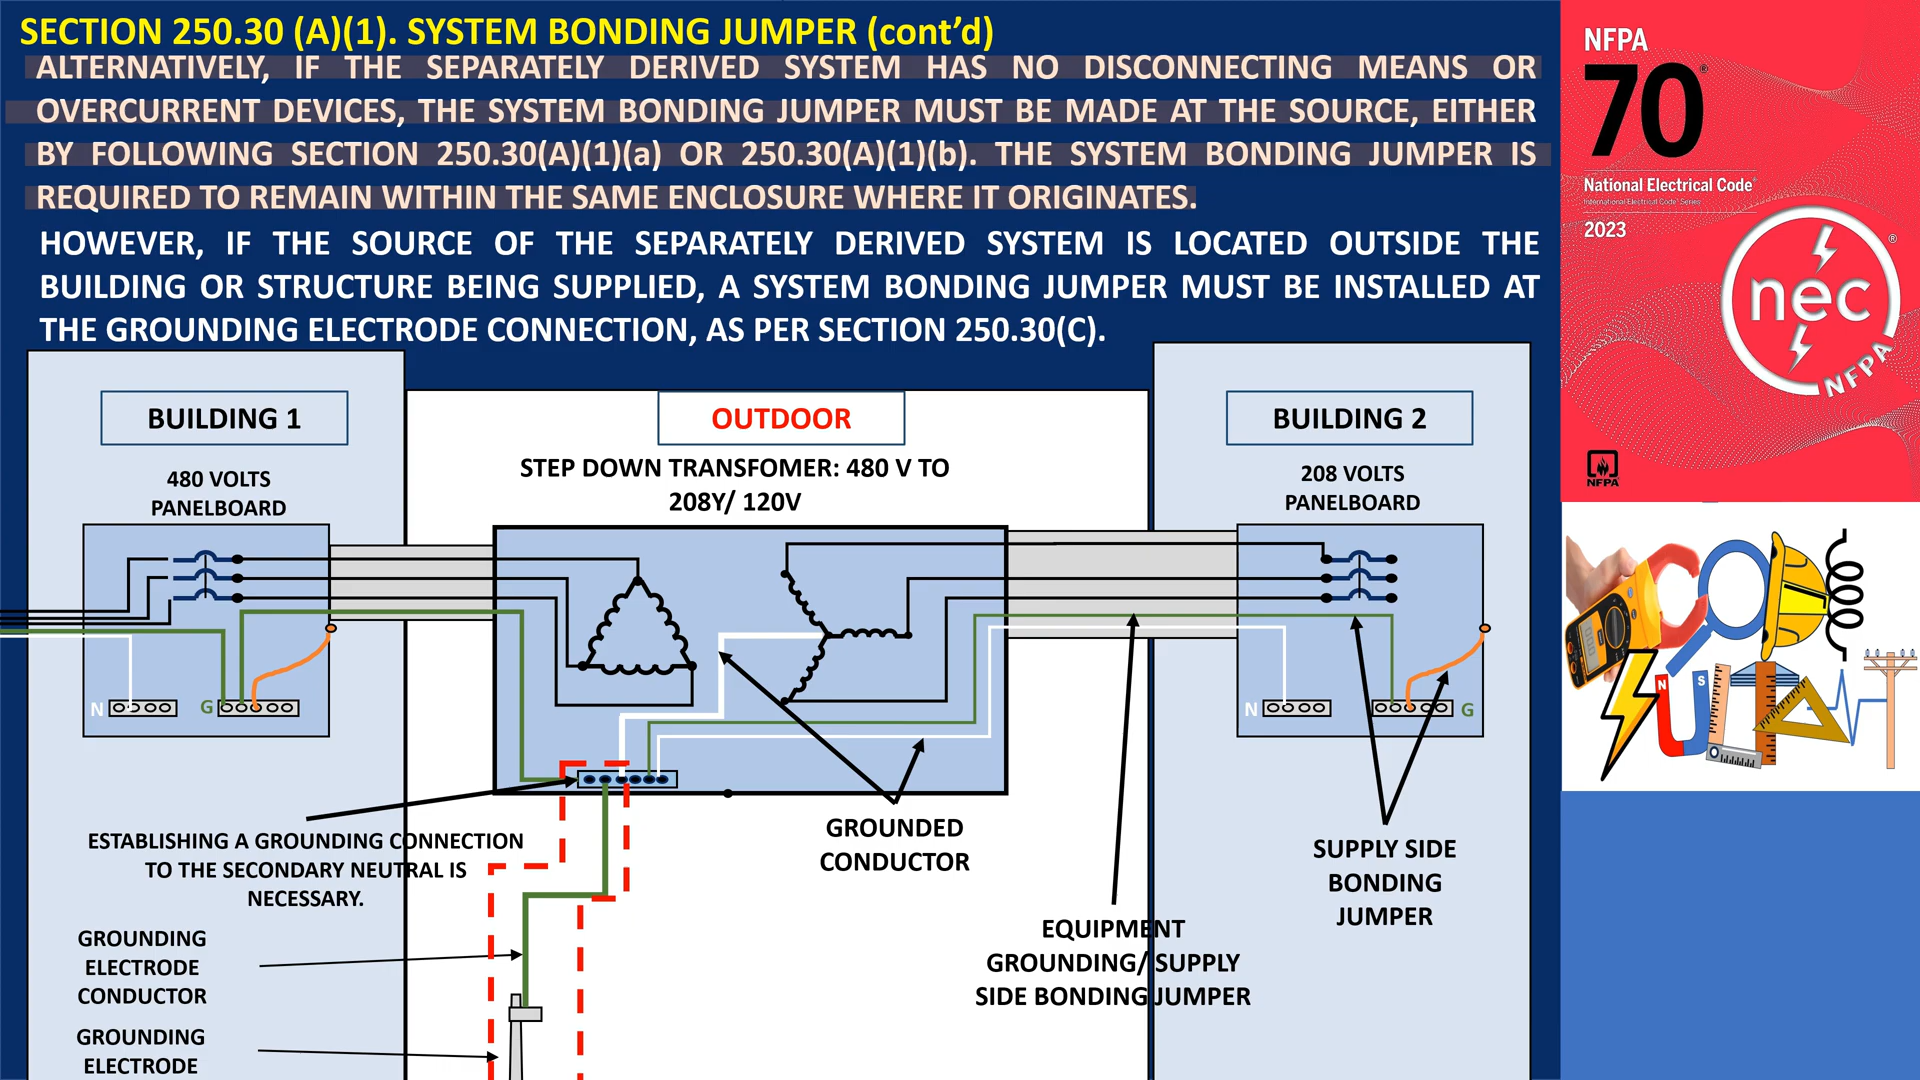 SECTION 250.30 (A)(1). SYSTEM BONDING JUMPER (cont’d)
ALTERNATIVELY, IF THE SEPARATELY DERIVED SYSTEM HAS NO DISCONNECTING MEANS OR
OVERCURRENT DEVICES, THE SYSTEM BONDING JUMPER MUST BE MADE AT THE SOURCE, EITHER
BY FOLLOWING SECTION 250.30(A)(1)(a) OR 250.30(A)(1)(b). THE SYSTEM BONDING JUMPER IS
REQUIRED TO REMAIN WITHIN THE SAME ENCLOSURE WHERE IT ORIGINATES.
HOWEVER, IF THE SOURCE OF THE SEPARATELY DERIVED SYSTEM IS LOCATED OUTSIDE THE
BUILDING OR STRUCTURE BEING SUPPLIED, A SYSTEM BONDING JUMPER MUST BE INSTALLED AT
THE GROUNDING ELECTRODE CONNECTION, AS PER SECTION 250.30(C).
BUILDING 1
480 VOLTS
PANELBOARD
N
G
OUTDOOR
STEP DOWN TRANSFOMER: 480 V TO
208Y/ 120V
BUILDING 2
208 VOLTS
PANELBOARD
N
G
ESTABLISHING A GROUNDING CONNECTION
TO THE SECONDARY NEUTRAL IS
NECESSARY.
GROUNDED
CONDUCTOR
SUPPLY SIDE
BONDING
JUMPER
EQUIPMENT
GROUNDING/ SUPPLY
SIDE BONDING JUMPER
GROUNDING
ELECTRODE
CONDUCTOR
GROUNDING
ELECTRODE
NFPA
70®
National Electrical Code®
International Electrical Code® Series
2023
nec®
NFPA
NFPA
N
S